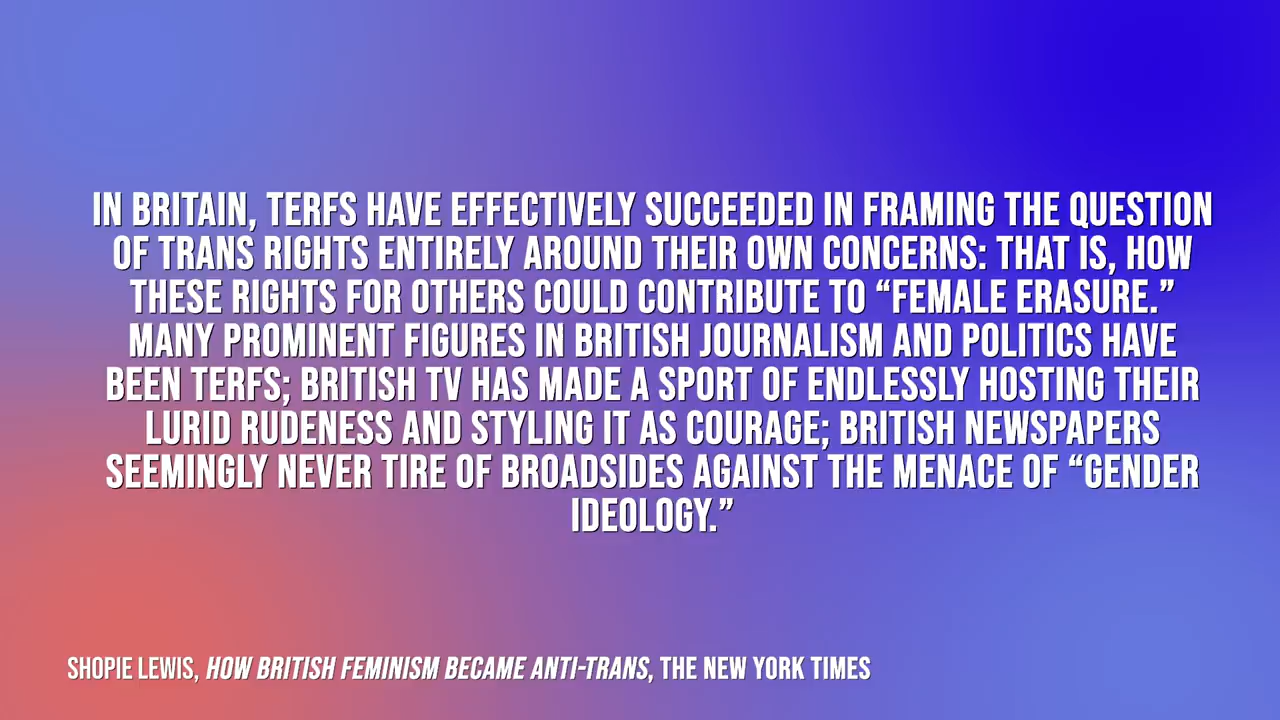 IN BRITAIN, TERFS HAVE EFFECTIVELY SUCCEEDED IN FRAMING THE QUESTION
OF TRANS RIGHTS ENTIRELY AROUND THEIR OWN CONCERNS: THAT IS, HOW
THESE RIGHTS FOR OTHERS COULD CONTRIBUTE TO “FEMALE ERASURE.”
MANY PROMINENT FIGURES IN BRITISH JOURNALISM AND POLITICS HAVE
BEEN TERFS; BRITISH TV HAS MADE A SPORT OF ENDLESSLY HOSTING THEIR
LURID RUDENESS AND STYLING IT AS COURAGE; BRITISH NEWSPAPERS
SEEMINGLY NEVER TIRE OF BROADSIDES AGAINST THE MENACE OF “GENDER
IDEOLOGY.”
SHOPIE LEWIS, HOW BRITISH FEMINISM BECAME ANTI-TRANS, THE NEW YORK TIMES